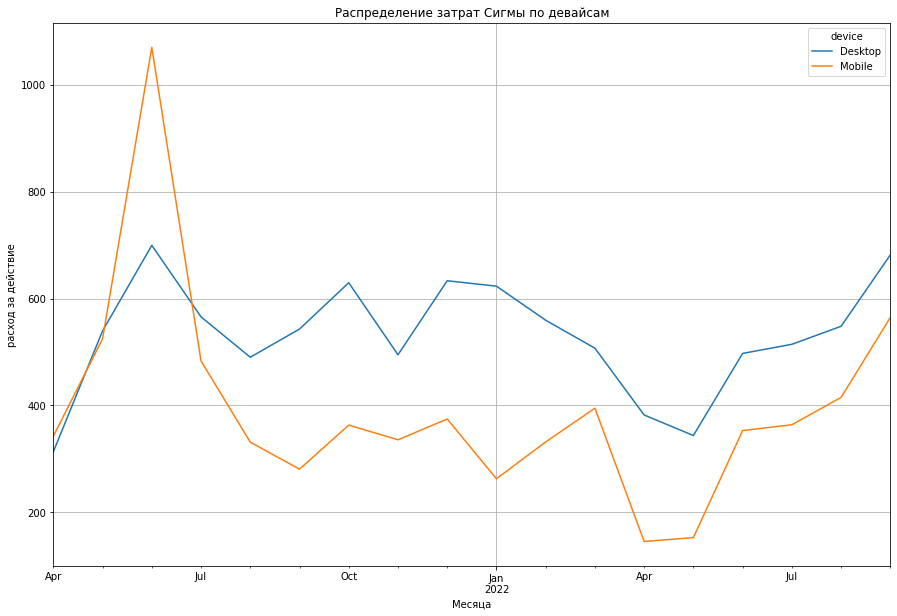 Распределение затрат Сигмы по девайсам
device
Desktop
Mobile
расход за действие
1000
800
600
400
200
Apr
Jul
Oct
Jan
2022
Apr
Jul
Месяца